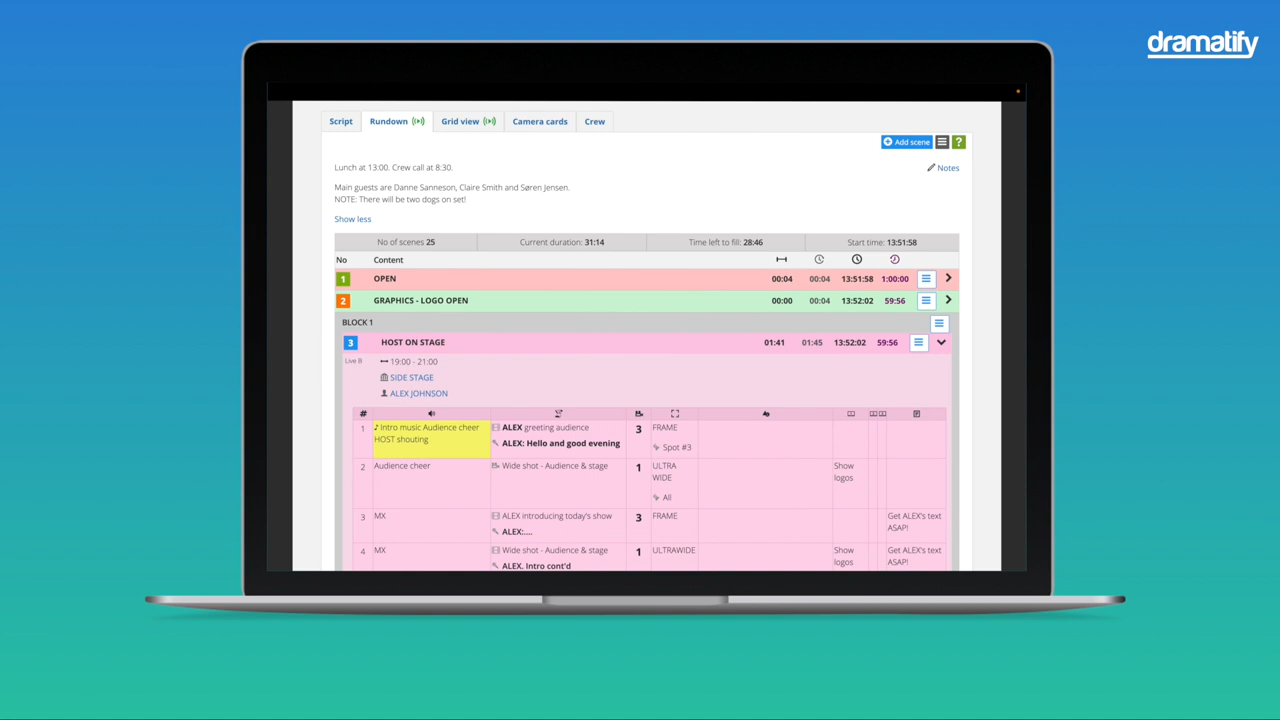 dramatify
Script Rundown Grid view Camera cards Crew
Add scene ?
Lunch at 13:00. Crew call at 8:30.
Notes
Main guests are Danne Sanneson, Claire Smith and Søren Jensen.
NOTE: There will be two dogs on set!
Show less
No of scenes 25 Current duration: 31:14 Time left to fill: 28:46 Start time: 13:51:58
No Content
1 OPEN 00:04 00:04 13:51:58 1:00:00
2 GRAPHICS - LOGO OPEN 00:00 00:04 13:52:02 59:56
BLOCK 1
3 HOST ON STAGE 01:41 01:45 13:52:02 59:56
Live B 19:00 - 21:00
SIDE STAGE
ALEX JOHNSON
#
1 Intro music Audience cheer ALEX greeting audience 3 FRAME
HOST shouting ALEX: Hello and good evening
Spot #3
2 Audience cheer Wide shot - Audience & stage 1 ULTRA Show
WIDE logos
All
3 MX ALEX introducing today's show 3 FRAME Get ALEX's text
ALEX:.... ASAP!
4 MX Wide shot - Audience & stage 1 ULTRAWIDE Show Get ALEX's text
ALEX. Intro cont'd logos ASAP!